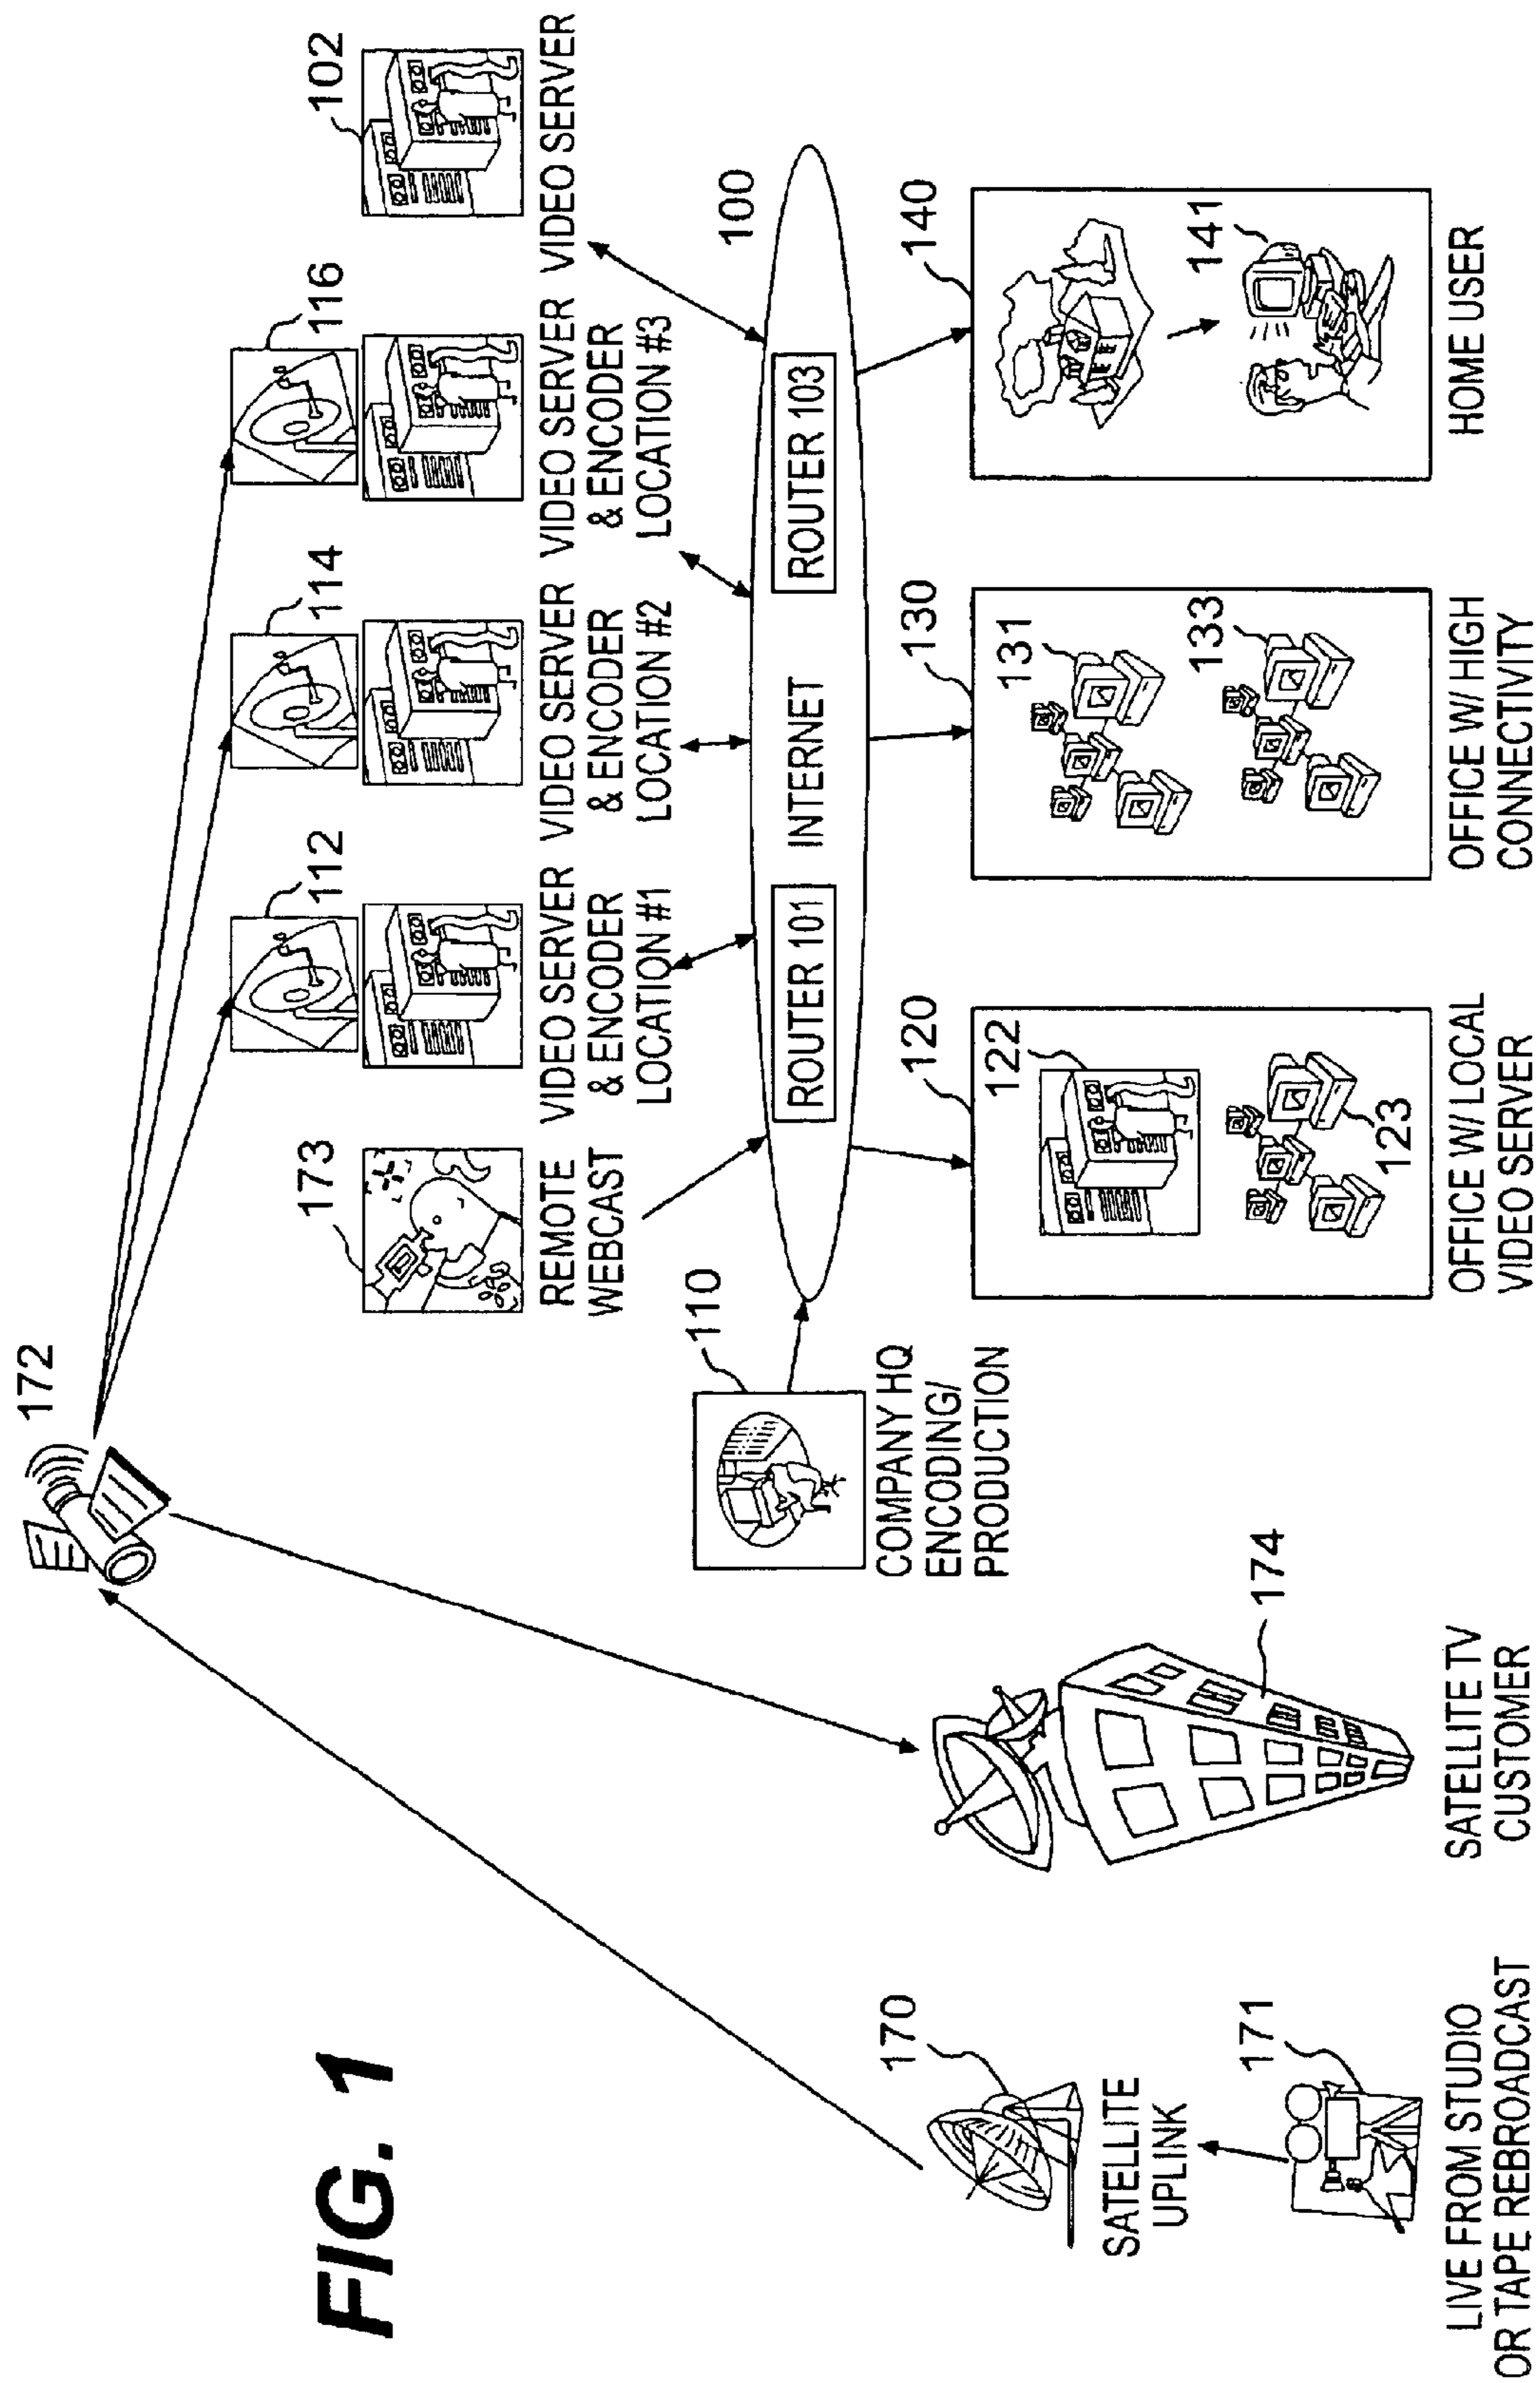 FIG. 1
172
173
REMOTE
WEBCAST
112
VIDEO SERVER
& ENCODER
LOCATION #1
114
VIDEO SERVER
& ENCODER
LOCATION #2
116
VIDEO SERVER
& ENCODER
LOCATION #3
102
VIDEO SERVER
110
COMPANY HQ
ENCODING/
PRODUCTION
100
ROUTER 101
INTERNET
ROUTER 103
170
SATELLITE
UPLINK
171
LIVE FROM STUDIO
OR TAPE REBROADCAST
174
SATELLITE TV
CUSTOMER
120
122
123
OFFICE W/ LOCAL
VIDEO SERVER
130
131
133
OFFICE W/ HIGH
CONNECTIVITY
140
141
HOME USER